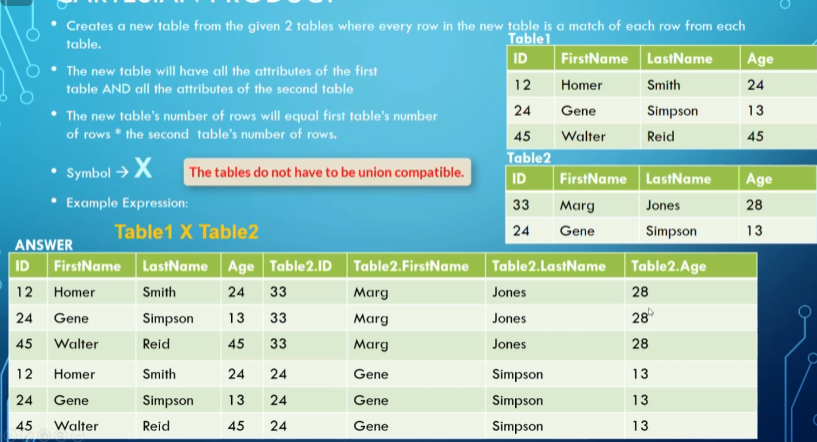 CARTESIAN PRODUCT
• Creates a new table from the given 2 tables where every row in the new table is a match of each row from each
table.
• The new table will have all the attributes of the first
table AND all the attributes of the second table
• The new table's number of rows will equal first table's number
of rows * the second table's number of rows.
• Symbol → X
The tables do not have to be union compatible.
• Example Expression:
Table1 X Table2
Table1
ID FirstName LastName Age
12 Homer Smith 24
24 Gene Simpson 13
45 Walter Reid 45
Table2
ID FirstName LastName Age
33 Marg Jones 28
24 Gene Simpson 13
ANSWER
ID FirstName LastName Age Table2.ID Table2.FirstName Table2.LastName Table2.Age
12 Homer Smith 24 33 Marg Jones 28
24 Gene Simpson 13 33 Marg Jones 28
45 Walter Reid 45 33 Marg Jones 28
12 Homer Smith 24 24 Gene Simpson 13
24 Gene Simpson 13 24 Gene Simpson 13
45 Walter Reid 45 24 Gene Simpson 13